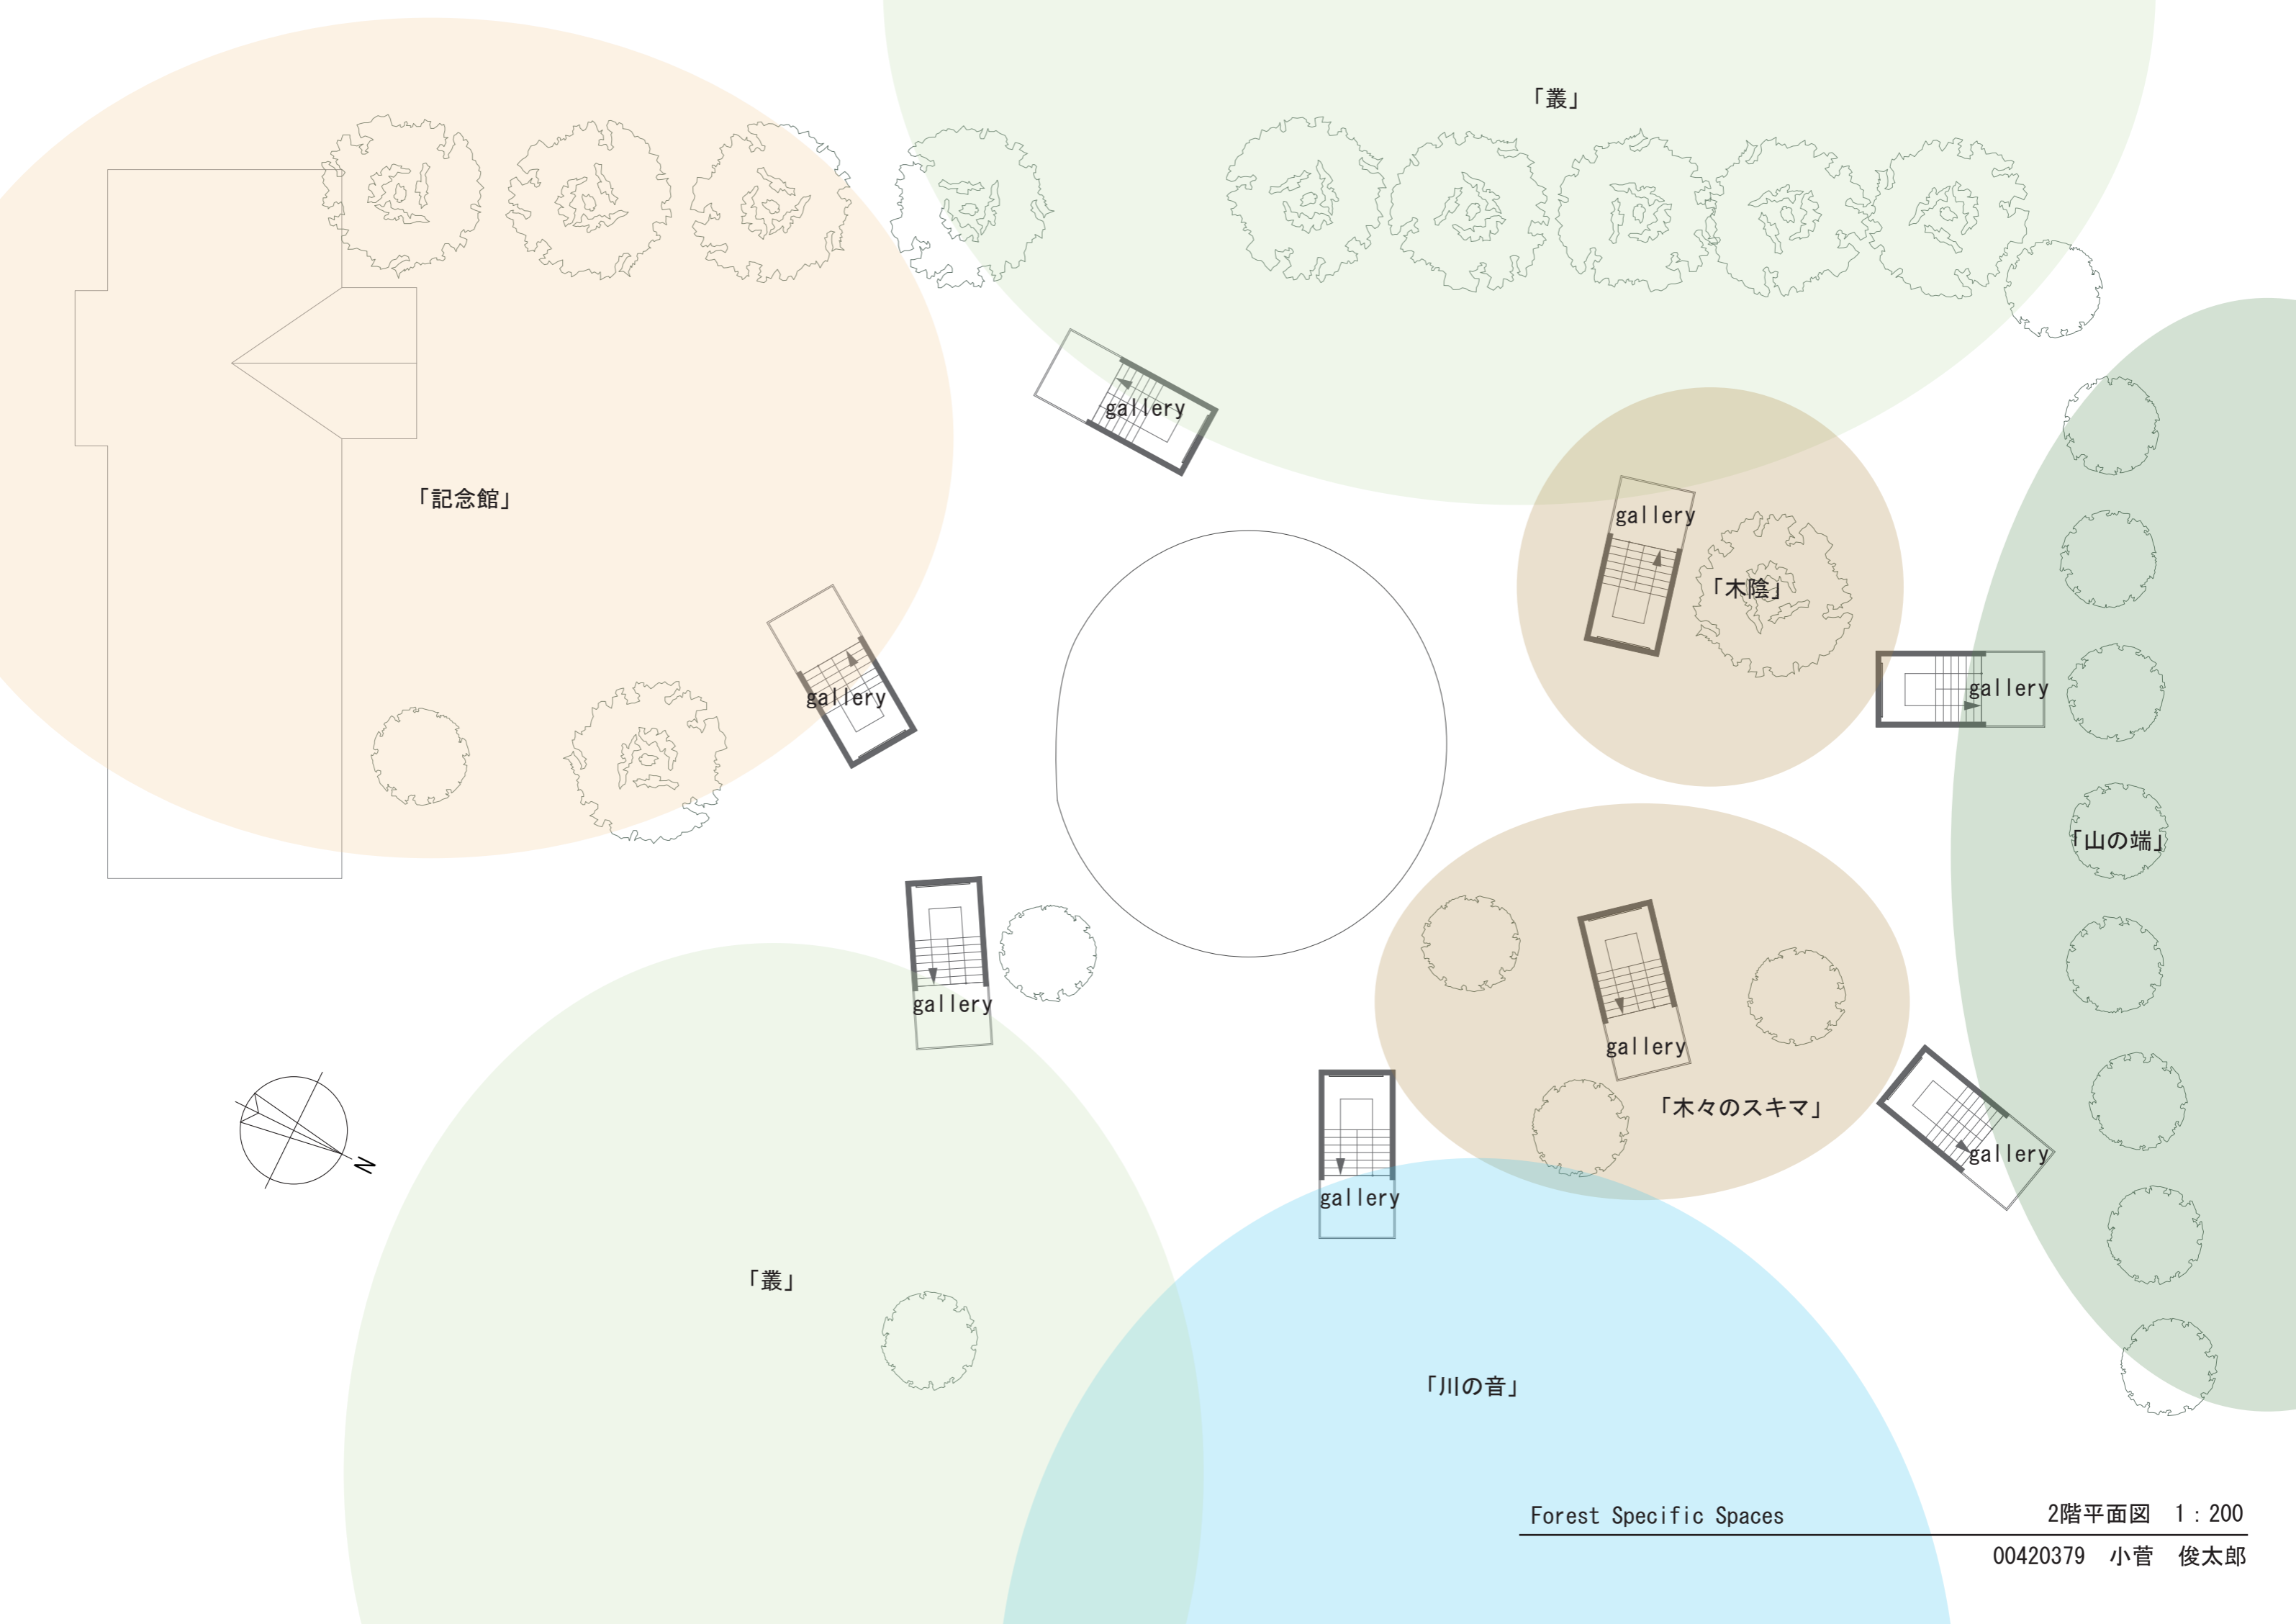 「叢」
gallery
「記念館」
gallery
「木陰」
gallery
gallery
「山の端」
gallery
gallery
「木々のスキマ」
gallery
gallery
N
「叢」
「川の音」
Forest Specific Spaces 2階平面図 1：200
00420379 小菅 俊太郎